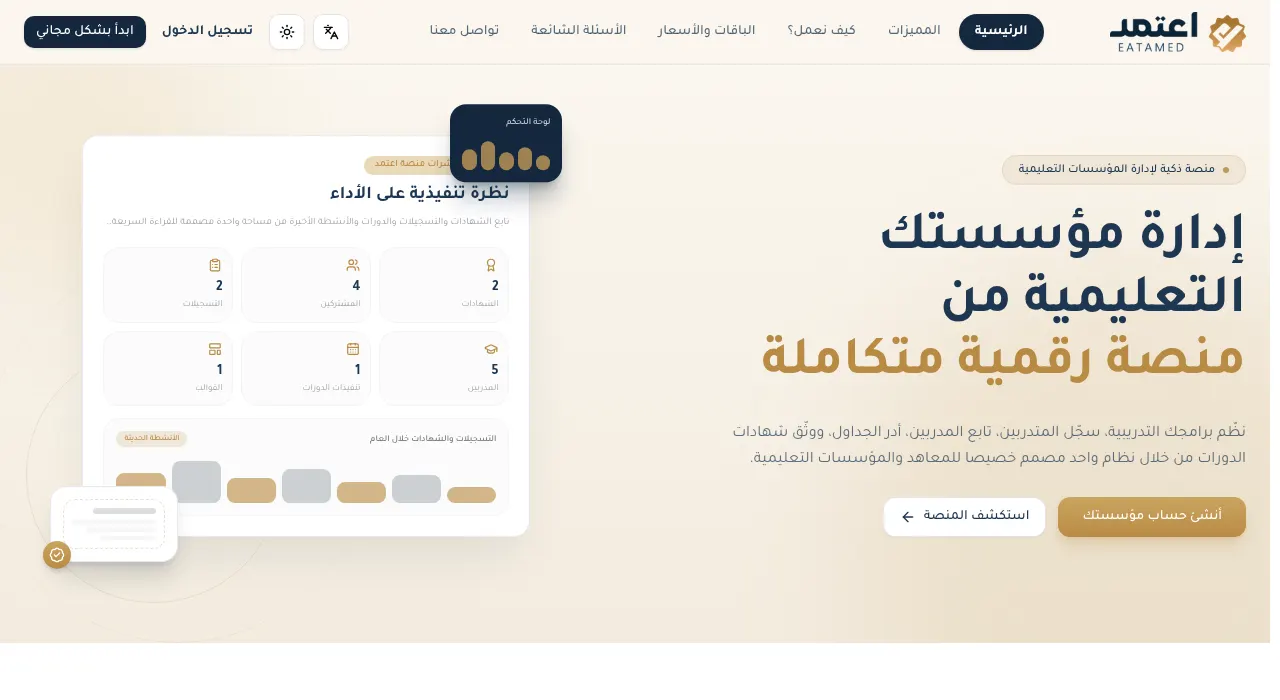 اعتمد
EATAMED
الرئيسية
المميزات
كيف نعمل؟
الباقات والأسعار
الأسئلة الشائعة
تواصل معنا
تسجيل الدخول
ابدأ بشكل مجاني
منصة ذكية لإدارة المؤسسات التعليمية
إدارة مؤسستك
التعليمية من
منصة رقمية متكاملة
نظّم برامجك التدريبية، سجّل المتدربين، تابع المدربين، أدر الجداول، ووثّق شهادات
الدورات من خلال نظام واحد مصمم خصيصا للمعاهد والمؤسسات التعليمية.
أنشئ حساب مؤسستك
استكشف المنصة
لوحة التحكم
منصة اعتمد
نظرة تنفيذية على الأداء
تابع الشهادات والتسجيلات والدورات والأنشطة الأخيرة من مساحة واحدة مصممة للقراءة السريعة.
2
الشهادات
4
المشتركين
2
التسجيلات
5
المدربين
1
تنفيذات الدورات
1
القوالب
التسجيلات والشهادات خلال العام
الأنشطة الحديثة